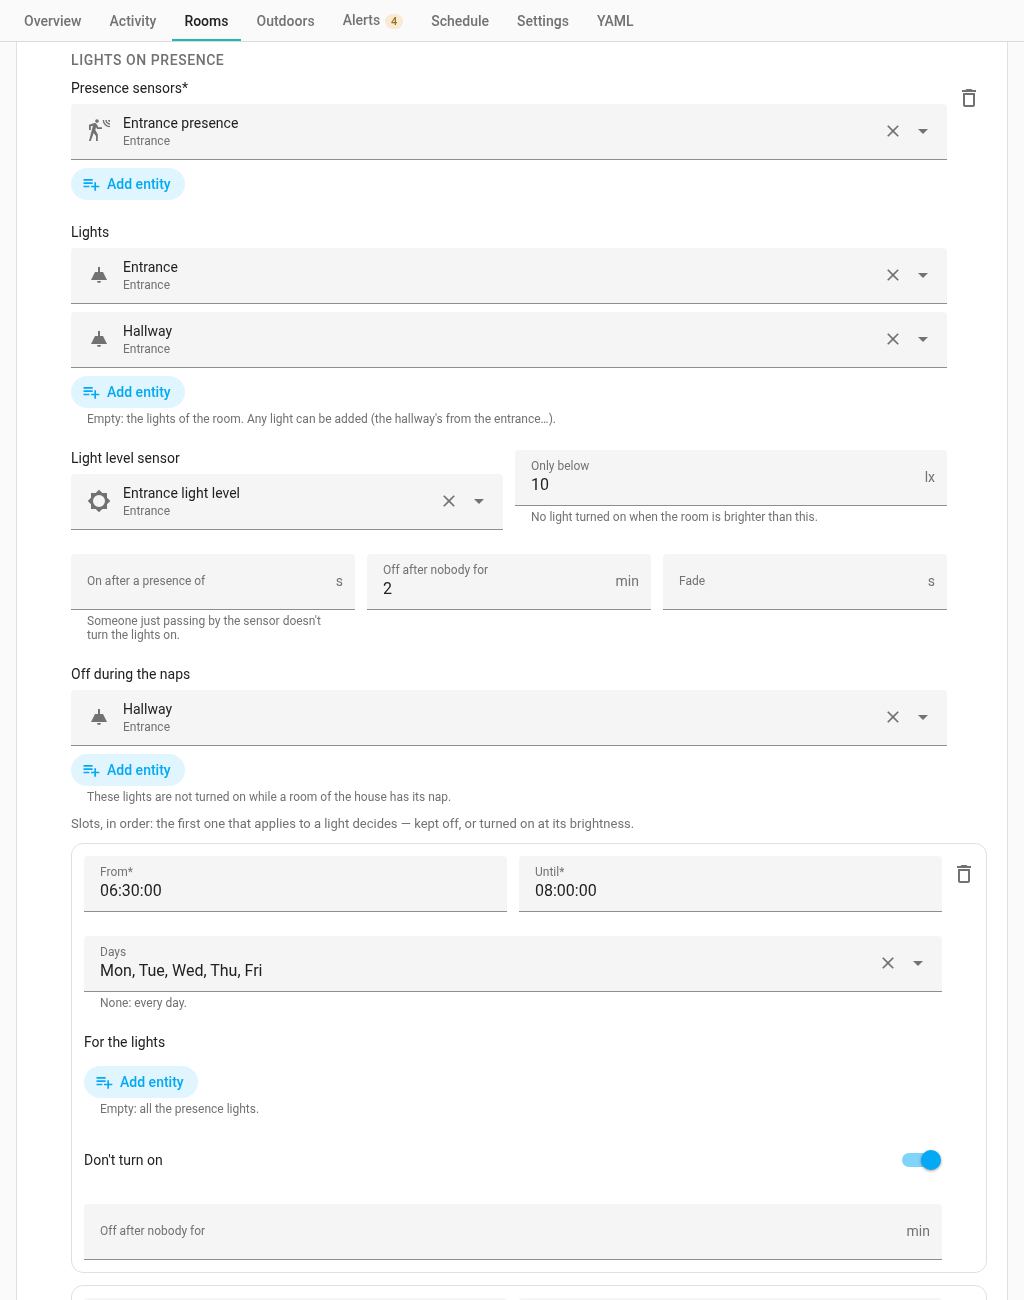 Overview Activity Rooms Outdoors Alerts 4 Schedule Settings YAML
LIGHTS ON PRESENCE
Presence sensors*
Entrance presence
Entrance
Add entity
Lights
Entrance
Entrance
Hallway
Entrance
Add entity
Empty: the lights of the room. Any light can be added (the hallway's from the entrance…).
Light level sensor
Entrance light level
Entrance
Only below
10
lx
No light turned on when the room is brighter than this.
On after a presence of
s
Someone just passing by the sensor doesn't
turn the lights on.
Off after nobody for
2
min
Fade
s
Off during the naps
Hallway
Entrance
Add entity
These lights are not turned on while a room of the house has its nap.
Slots, in order: the first one that applies to a light decides — kept off, or turned on at its brightness.
From*
06:30:00
Until*
08:00:00
Days
Mon, Tue, Wed, Thu, Fri
None: every day.
For the lights
Add entity
Empty: all the presence lights.
Don't turn on
Off after nobody for
min